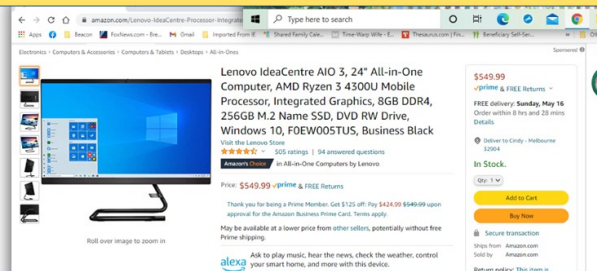 amazon.com/Lenovo-IdeaCentre-Processor-Integrat
Type here to search
Apps
Beacon
FoxNews.com - Bre...
Gmail
Imported From IE
Shared Family Cale...
Time-Warp Wife - E...
Thesaurus.com | Fin...
Beneficiary Self-Ser...
Electronics › Computers & Accessories › Computers & Tablets › Desktops › All-in-Ones
Sponsored
Lenovo IdeaCentre AIO 3, 24" All-in-One
Computer, AMD Ryzen 3 4300U Mobile
Processor, Integrated Graphics, 8GB DDR4,
256GB M.2 Name SSD, DVD RW Drive,
Windows 10, F0EW005TUS, Business Black
Visit the Lenovo Store
505 ratings | 94 answered questions
Amazon's Choice in All-in-One Computers by Lenovo
Price: $549.99 prime & FREE Returns
Thank you for being a Prime Member. Get $125 off: Pay $424.99 $549.99 upon
approval for the Amazon Business Prime Card. Terms apply.
May be available at a lower price from other sellers, potentially without free
Prime shipping.
alexa
Ask to play music, hear the news, check the weather, control
your smart home, and more with this device.
Roll over image to zoom in
$549.99
prime & FREE Returns
FREE delivery: Sunday, May 16
Order within 8 hrs and 28 mins
Details
Deliver to Cindy - Melbourne
32904
In Stock.
Qty: 1
Add to Cart
Buy Now
Secure transaction
Ships from Amazon.com
Sold by Amazon.com
Return policy: This item is